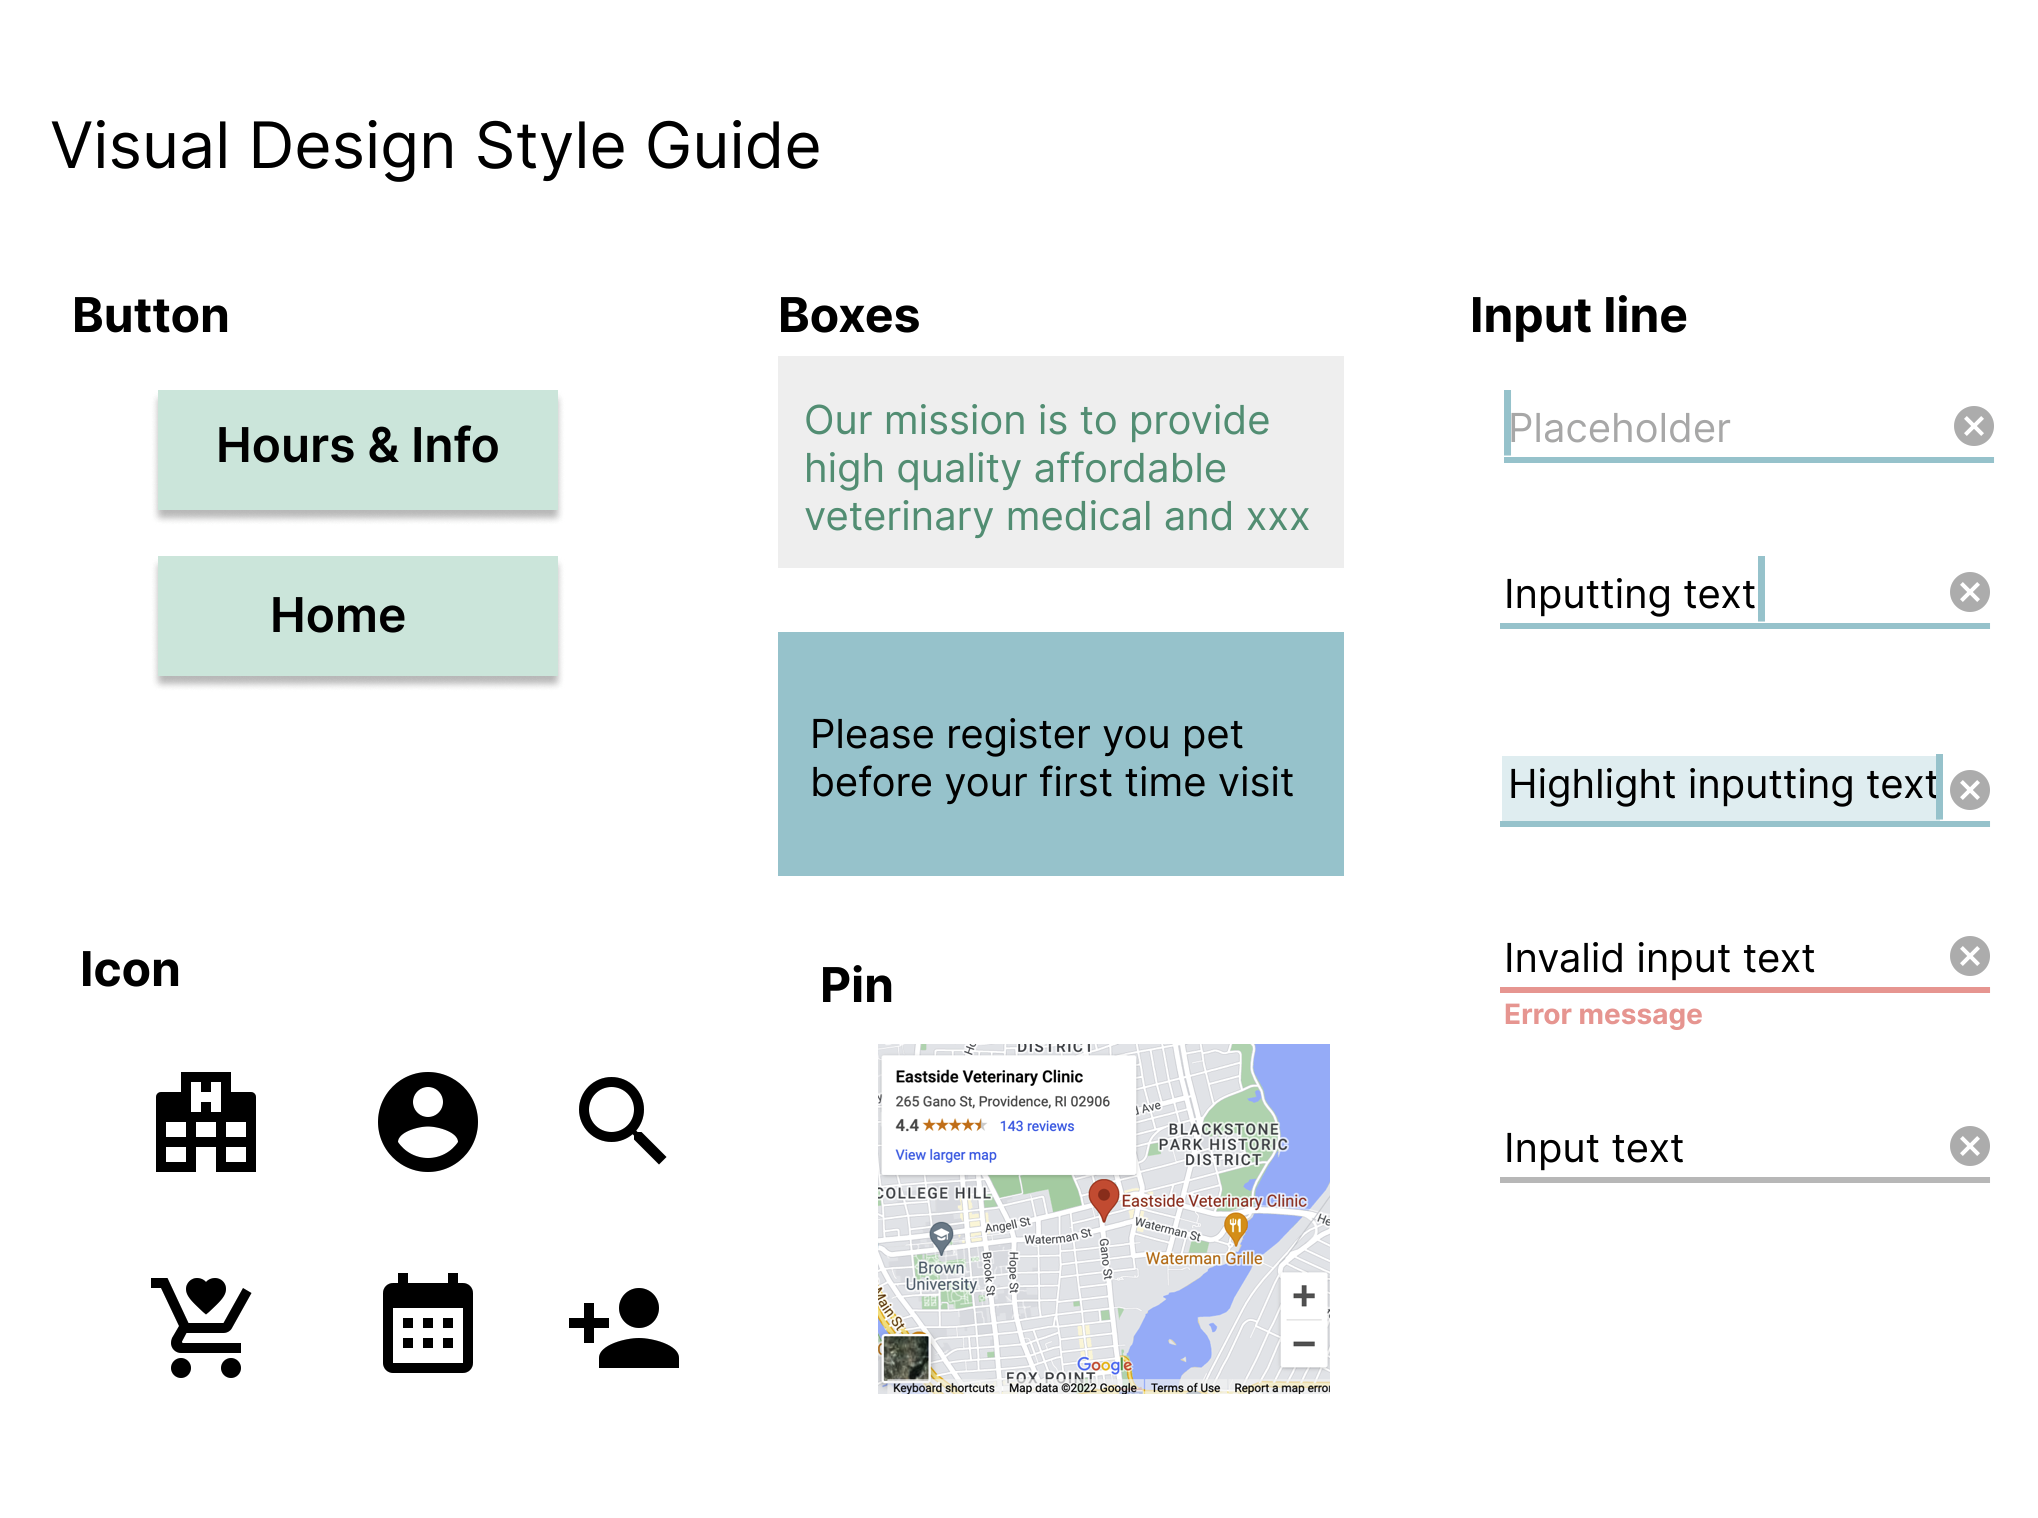 Visual Design Style Guide
Button
Hours & Info
Home
Boxes
Our mission is to provide
high quality affordable
veterinary medical and xxx
Please register you pet
before your first time visit
Input line
Placeholder
Inputting text
Highlight inputting text
Invalid input text
Error message
Input text
Icon
H
Pin
DISTRICT
Eastside Veterinary Clinic
265 Gano St, Providence, RI 02906
4.4 143 reviews
View larger map
Ave
BLACKSTONE
PARK HISTORIC
DISTRICT
COLLEGE HILL
Eastside Veterinary Clinic
Angell St
Waterman St
Waterman St
Waterman Grille
Brown
University
Brook St
Hope St
Gano St
Main St
Google
FOX POINT
Keyboard shortcuts
Map data ©2022 Google
Terms of Use
Report a map error